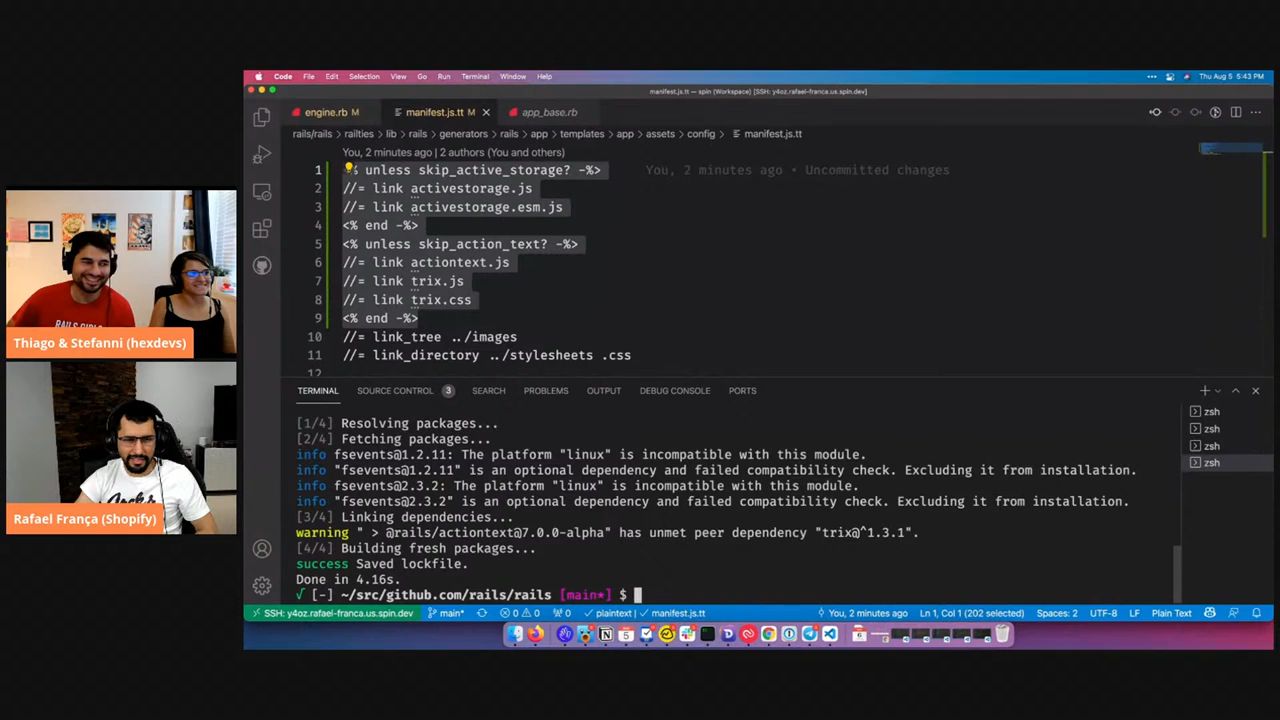 Code File Edit Selection View Go Run Terminal Window Help
Thu Aug 5 5:43 PM
manifest.js.tt — spin (Workspace) [SSH: y4oz.rafael-franca.us.spin.dev]
engine.rb M
manifest.js.tt M
app_base.rb
rails/rails > railties > lib > rails > generators > rails > app > templates > app > assets > config > manifest.js.tt
You, 2 minutes ago | 2 authors (You and others)
1 % unless skip_active_storage? -%> You, 2 minutes ago • Uncommitted changes
2 //= link activestorage.js
3 //= link activestorage.esm.js
4 <% end -%>
5 <% unless skip_action_text? -%>
6 //= link actiontext.js
7 //= link trix.js
8 //= link trix.css
9 <% end -%>
10 //= link_tree ../images
11 //= link_directory ../stylesheets .css
12
Thiago & Stefanni (hexdevs)
RAILS GIRLS
Rafael França (Shopify)
TERMINAL SOURCE CONTROL 3 SEARCH PROBLEMS OUTPUT DEBUG CONSOLE PORTS
zsh
zsh
zsh
zsh
[1/4] Resolving packages...
[2/4] Fetching packages...
info fsevents@1.2.11: The platform "linux" is incompatible with this module.
info "fsevents@1.2.11" is an optional dependency and failed compatibility check. Excluding it from installation.
info fsevents@2.3.2: The platform "linux" is incompatible with this module.
info "fsevents@2.3.2" is an optional dependency and failed compatibility check. Excluding it from installation.
[3/4] Linking dependencies...
warning " > @rails/actiontext@7.0.0-alpha" has unmet peer dependency "trix@^1.3.1".
[4/4] Building fresh packages...
success Saved lockfile.
Done in 4.16s.
√ [-] ~/src/github.com/rails/rails [main*] $
SSH: y4oz.rafael-franca.us.spin.dev main* 0 0 0 plaintext | manifest.js.tt You, 2 minutes ago Ln 1, Col 1 (202 selected) Spaces: 2 UTF-8 LF Plain Text